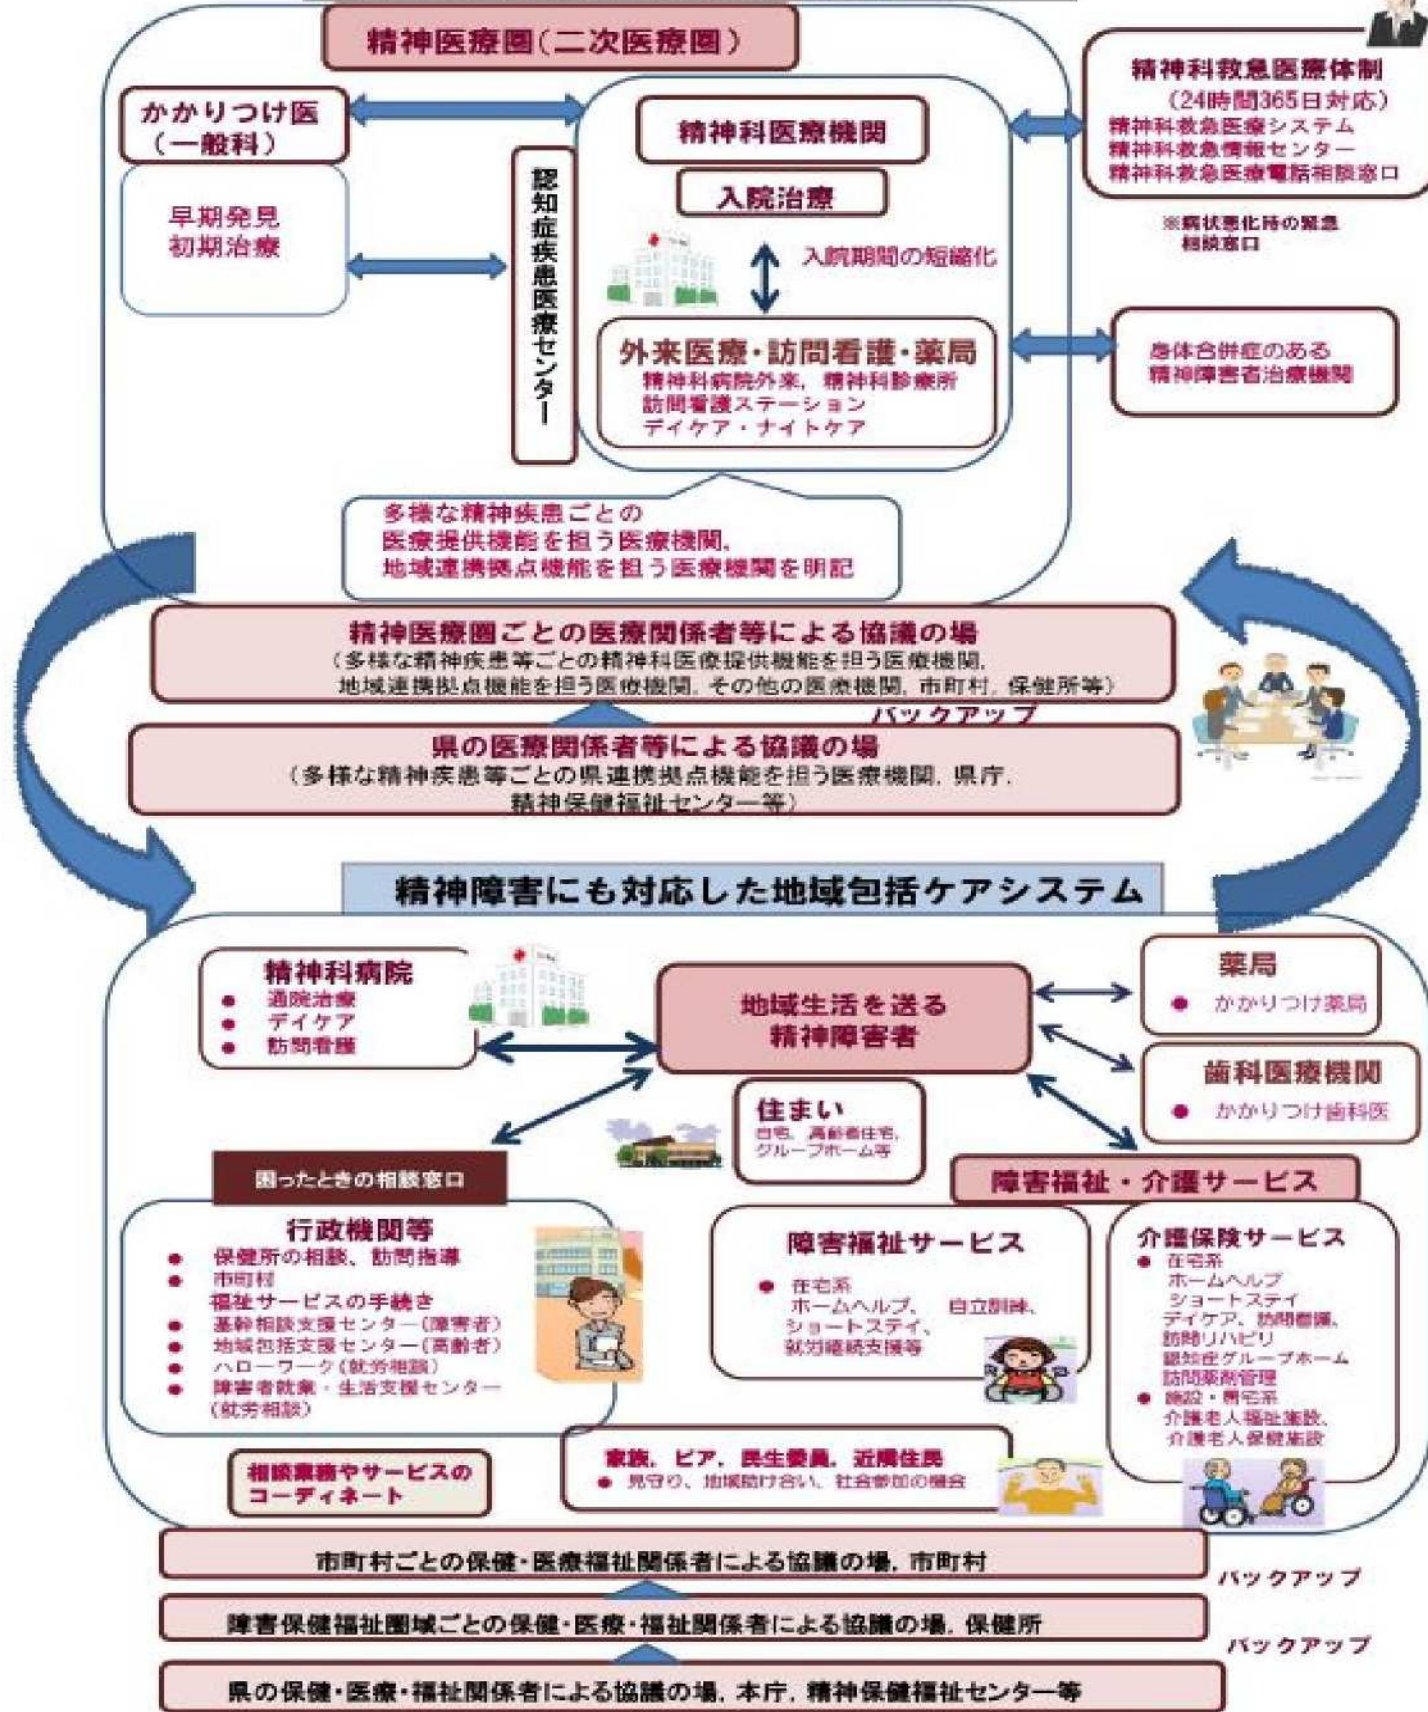 精神医療圏(二次医療圏)
かかりつけ医
(一般科)
早期発見
初期治療
認知症疾患医療センター
精神科医療機関
入院治療
入院期間の短縮化
外来医療・訪問看護・薬局
精神科病院外来, 精神科診療所
訪問看護ステーション
デイケア・ナイトケア
精神科救急医療体制
(24時間365日対応)
精神科救急医療システム
精神科救急情報センター
精神科救急医療電話相談窓口
※病状悪化時の緊急
相談窓口
身体合併症のある
精神障害者治療機関
多様な精神疾患ごとの
医療提供機能を担う医療機関,
地域連携拠点機能を担う医療機関を明記
精神医療圏ごとの医療関係者等による協議の場
(多様な精神疾患等ごとの精神科医療提供機能を担う医療機関,
地域連携拠点機能を担う医療機関, その他の医療機関, 市町村, 保健所等)
バックアップ
県の医療関係者等による協議の場
(多様な精神疾患等ごとの県連携拠点機能を担う医療機関, 県庁,
精神保健福祉センター等)
精神障害にも対応した地域包括ケアシステム
精神科病院
● 通院治療
● デイケア
● 訪問看護
地域生活を送る
精神障害者
薬局
● かかりつけ薬局
歯科医療機関
● かかりつけ歯科医
住まい
自宅、高齢者住宅,
グループホーム等
困ったときの相談窓口
行政機関等
● 保健所の相談、訪問指導
● 市町村
福祉サービスの手続き
● 基幹相談支援センター(障害者)
● 地域包括支援センター(高齢者)
● ハローワーク(就労相談)
● 障害者就業・生活支援センター
(就労相談)
障害福祉・介護サービス
障害福祉サービス
● 在宅系
ホームヘルプ、 自立訓練、
ショートステイ、
就労継続支援等
介護保険サービス
● 在宅系
ホームヘルプ
ショートステイ
デイケア、訪問看護、
訪問リハビリ
認知症グループホーム
訪問薬剤管理
● 施設・居宅系
介護老人福祉施設、
介護老人保健施設
相談業務やサービスの
コーディネート
家族, ピア, 民生委員, 近隣住民
● 見守り、地域助け合い、社会参加の機会
市町村ごとの保健・医療福祉関係者による協議の場, 市町村
バックアップ
障害保健福祉圏域ごとの保健・医療・福祉関係者による協議の場, 保健所
バックアップ
県の保健・医療・福祉関係者による協議の場, 本庁, 精神保健福祉センター等